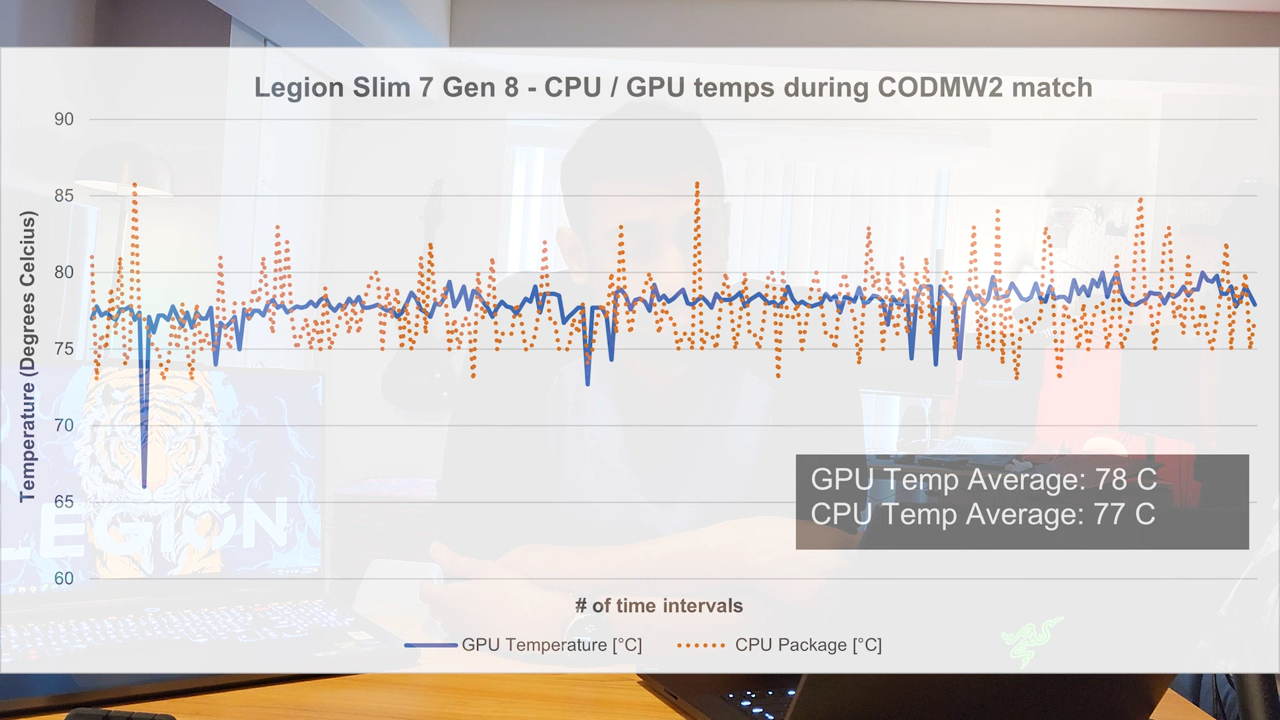 Legion Slim 7 Gen 8 - CPU / GPU temps during CODMW2 match
90
85
80
75
70
65
60
Temperature (Degrees Celcius)
LEGION
GPU Temp Average: 78 C
CPU Temp Average: 77 C
# of time intervals
GPU Temperature [°C]
CPU Package [°C]